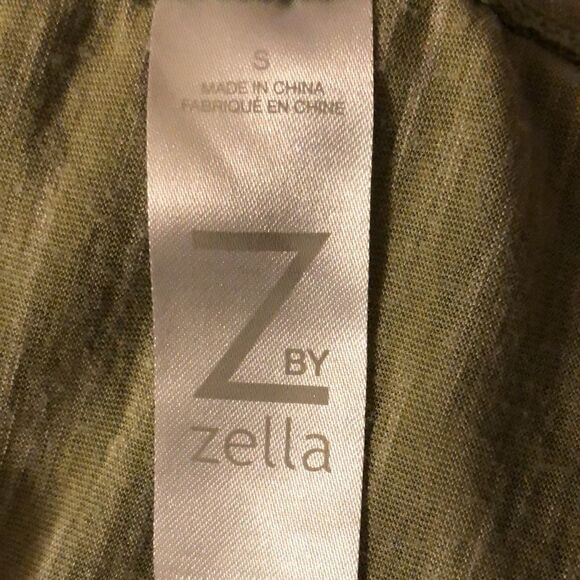 S
MADE IN CHINA
FABRIQUÉ EN CHINE
Z BY
zella